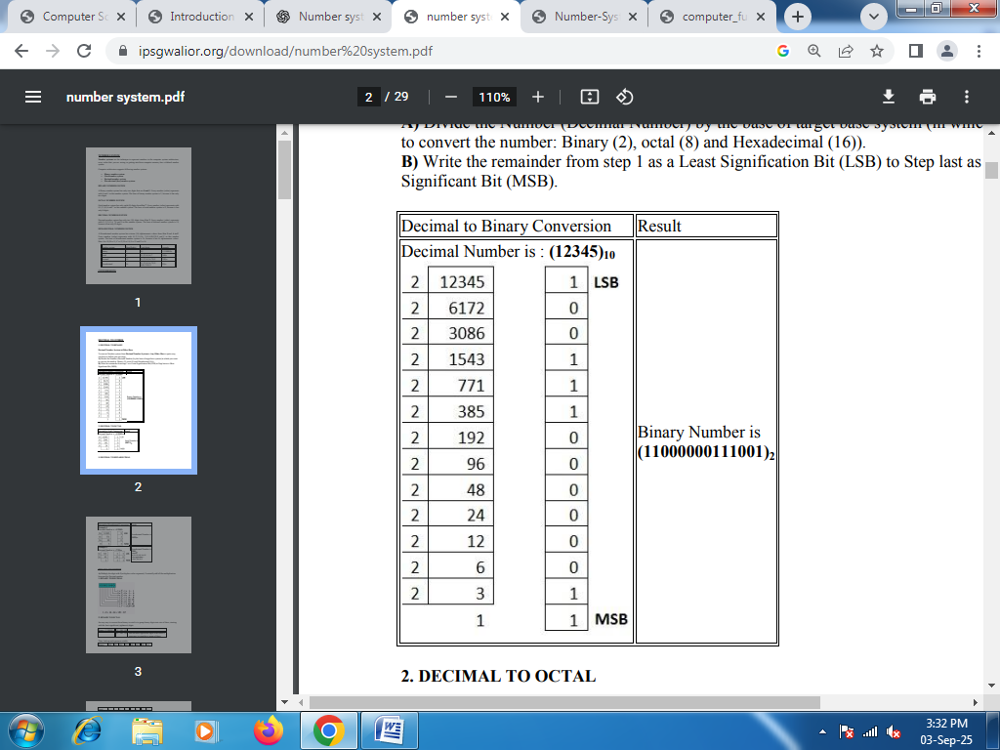 Computer Sc
Introduction
Number syst
number syst
Number-Sys
computer_fu
ipsgwalior.org/download/number%20system.pdf
number system.pdf
2 / 29
110%
A) Divide the Number (Decimal Number) by the base of target base system (in whic
to convert the number: Binary (2), octal (8) and Hexadecimal (16)).
B) Write the remainder from step 1 as a Least Signification Bit (LSB) to Step last as
Significant Bit (MSB).
Decimal to Binary Conversion Result
Decimal Number is : (12345)10
2 12345 1 LSB
2 6172 0
2 3086 0
2 1543 1
2 771 1
2 385 1
2 192 0
2 96 0
2 48 0
2 24 0
2 12 0
2 6 0
2 3 1
1 1 MSB
Binary Number is
(11000000111001)2
2. DECIMAL TO OCTAL
1
2
3
3:32 PM
03-Sep-25